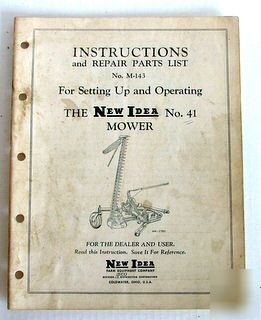 INSTRUCTIONS
and REPAIR PARTS LIST
No. M-143
For Setting Up and Operating
THE NEW IDEA No. 41
MOWER
FOR THE DEALER AND USER.
Read this Instruction. Save It For Reference.
NEW IDEA
FARM EQUIPMENT COMPANY
COLDWATER, OHIO, U.S.A.